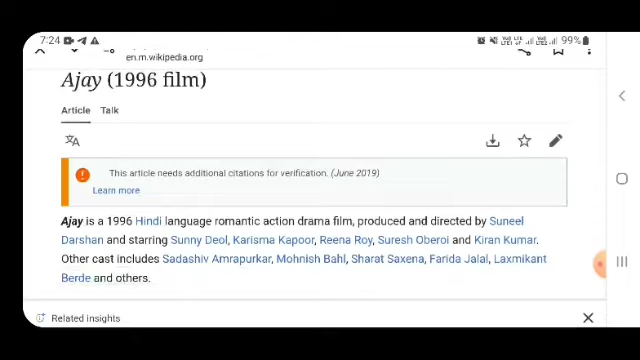 7:24 99%
en.m.wikipedia.org
Ajay (1996 film)
Article Talk
This article needs additional citations for verification. (June 2019)
Learn more
Ajay is a 1996 Hindi language romantic action drama film, produced and directed by Suneel
Darshan and starring Sunny Deol, Karisma Kapoor, Reena Roy, Suresh Oberoi and Kiran Kumar.
Other cast includes Sadashiv Amrapurkar, Mohnish Bahl, Sharat Saxena, Farida Jalal, Laxmikant
Berde and others.
Related insights